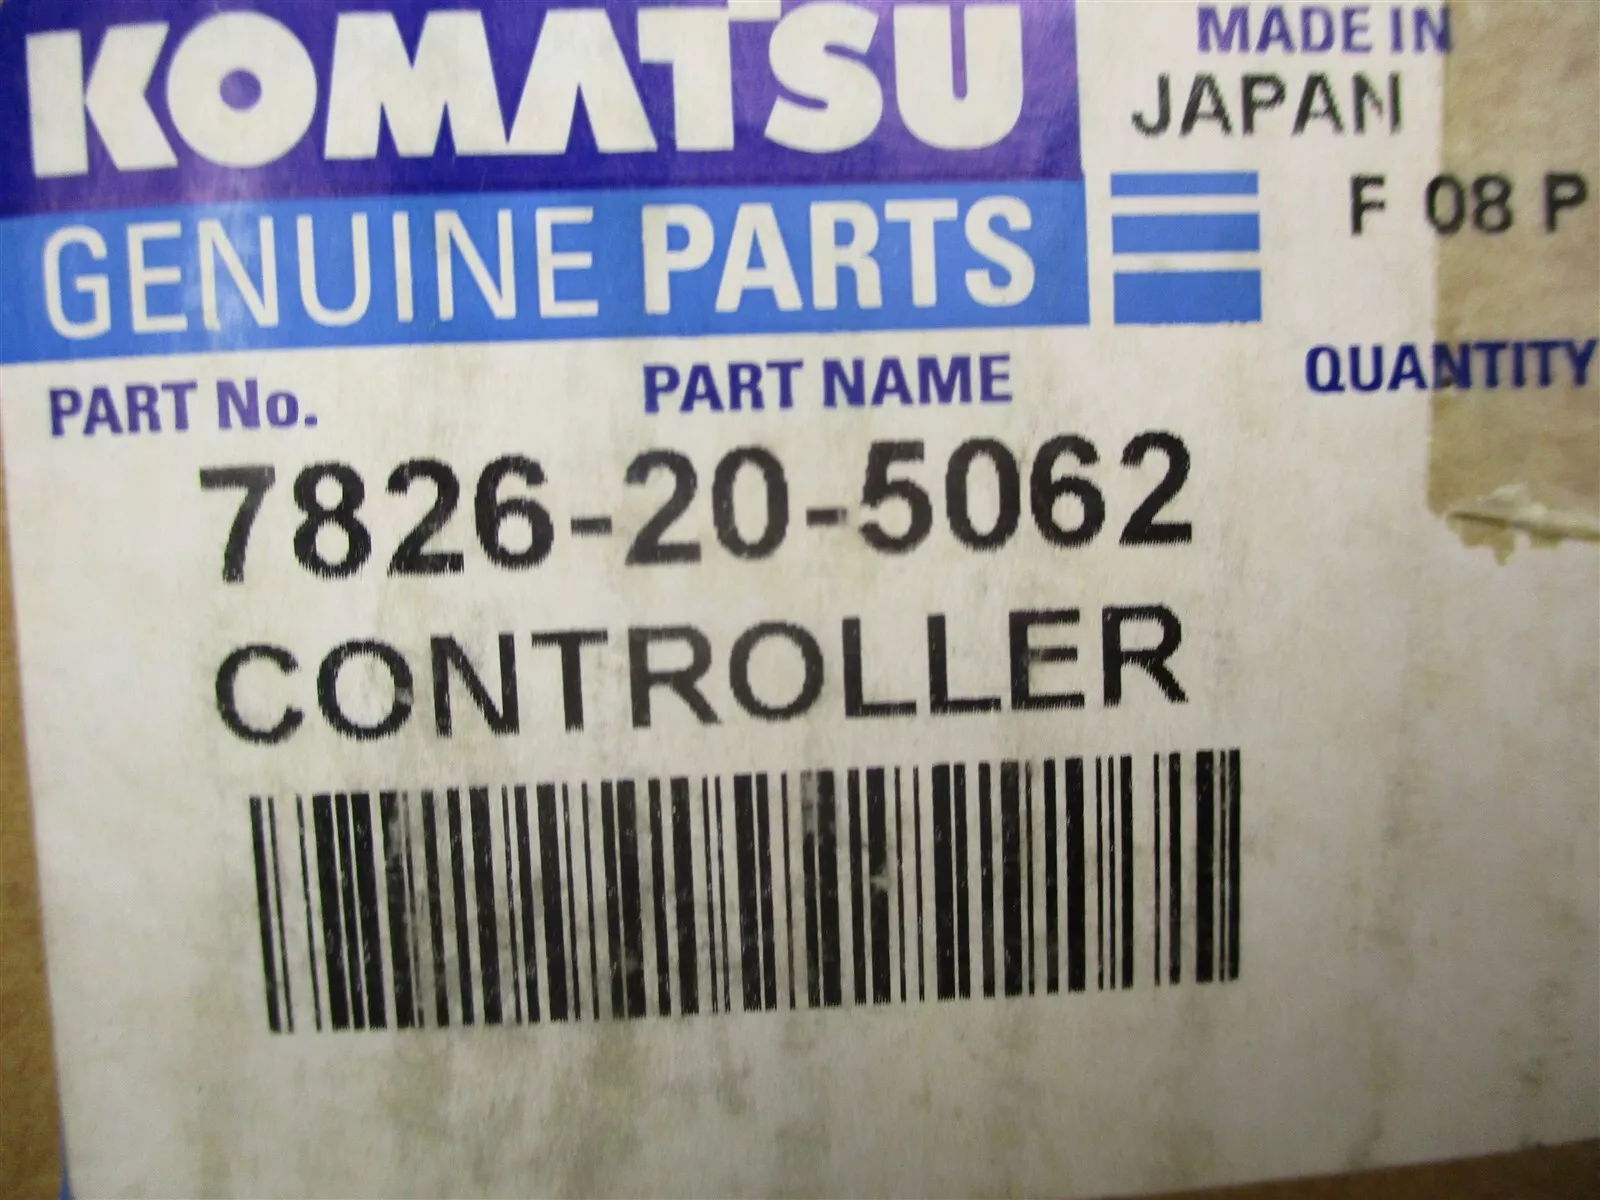 KOMATSU
GENUINE PARTS
MADE IN
JAPAN
F 08 P
PART No.
PART NAME
QUANTITY
7826-20-5062
CONTROLLER